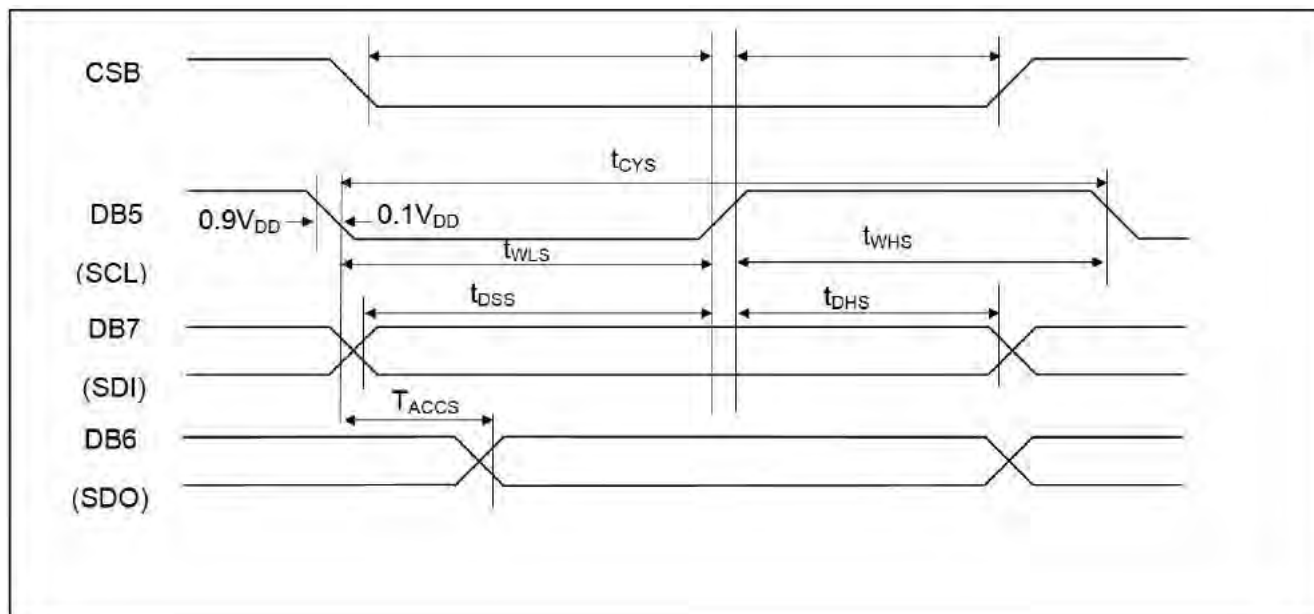 CSB
tCYS
DB5
0.9VDD
0.1VDD
tWLS
tWHS
(SCL)
tDSS
tDHS
DB7
(SDI)
TACCS
DB6
(SDO)